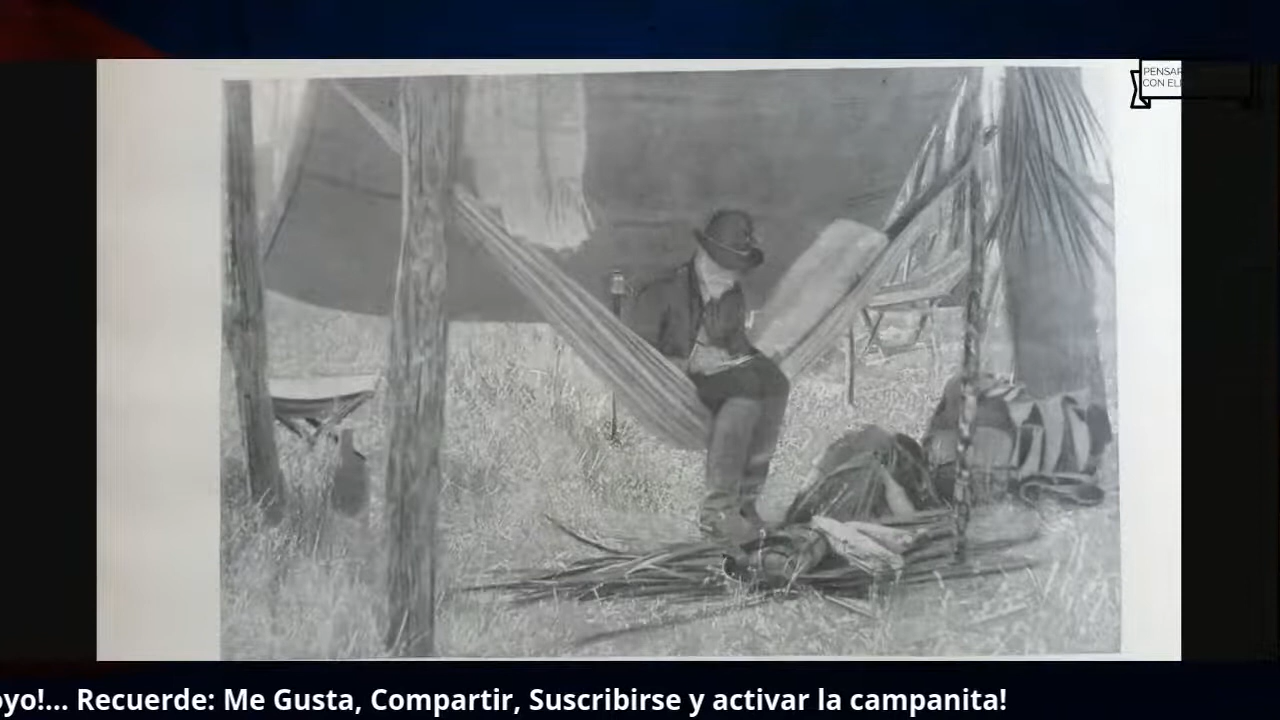 PENSAR
CON EL
oyo!... Recuerde: Me Gusta, Compartir, Suscribirse y activar la campanita!